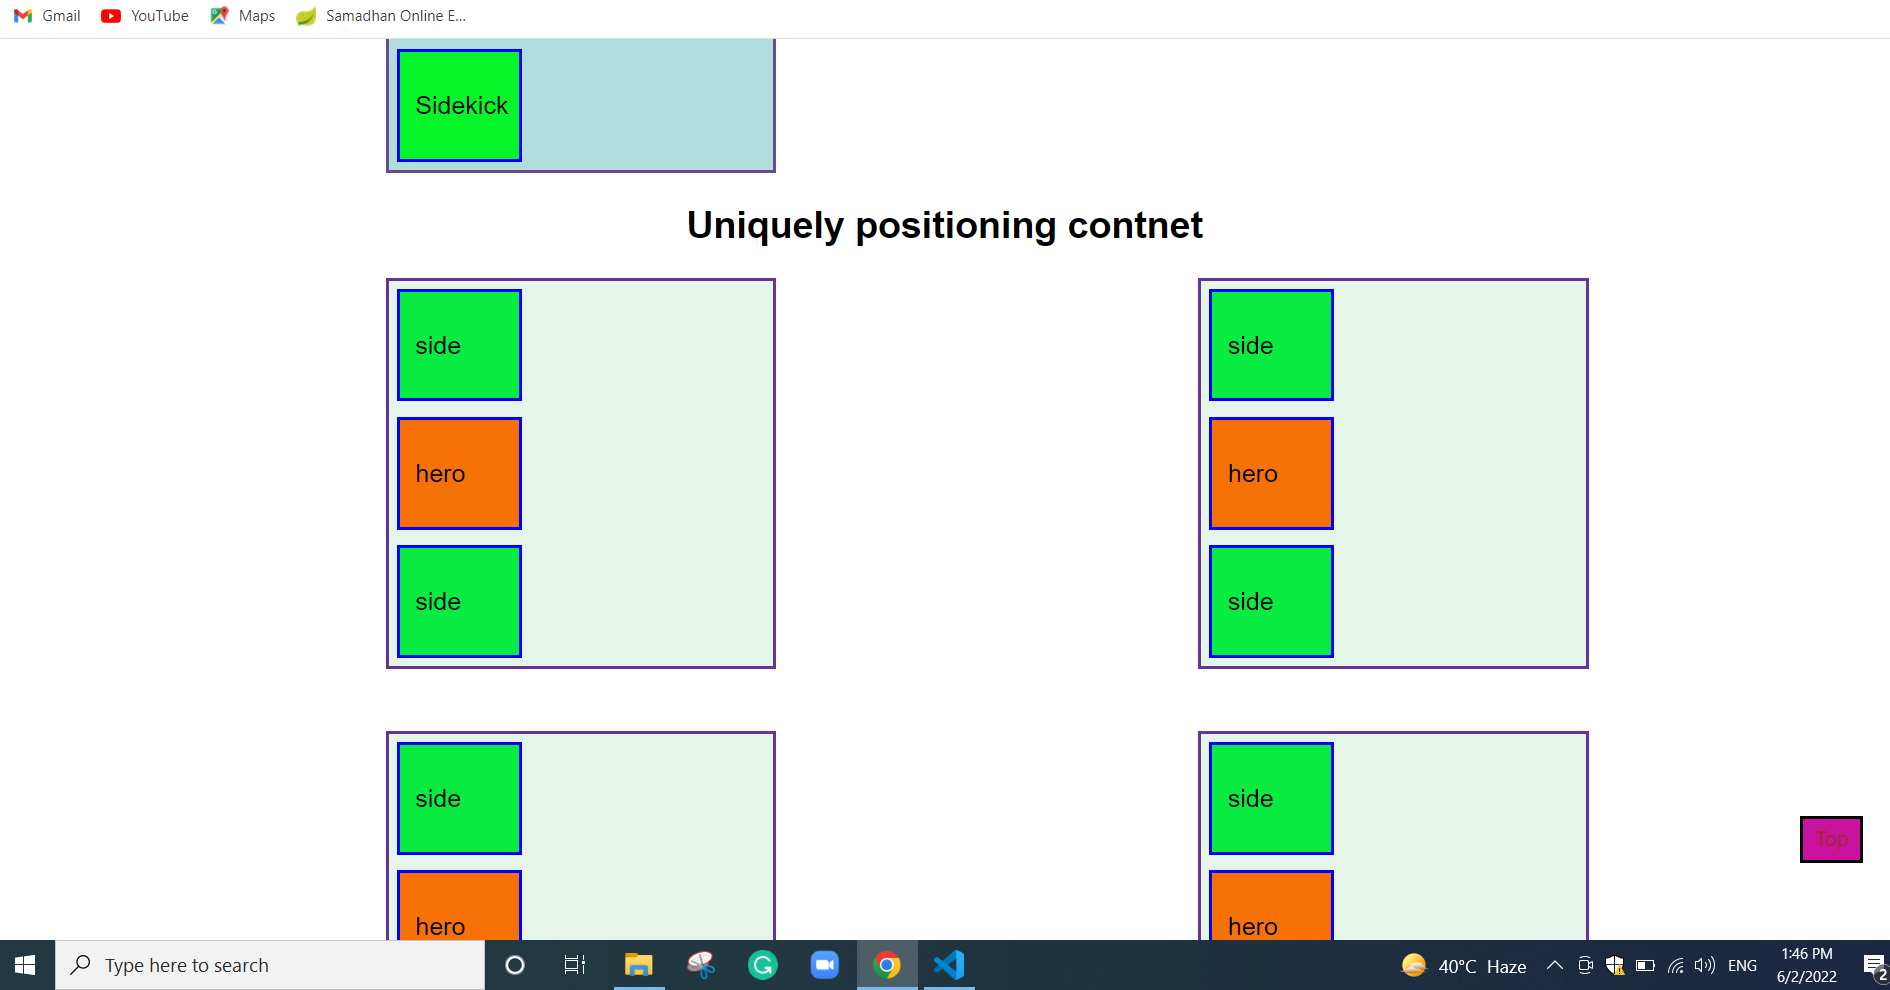 Gmail YouTube Maps Samadhan Online E...
Sidekick
Uniquely positioning contnet
side side
hero hero
side side
side side
Top
hero hero
Type here to search
40°C Haze
ENG
1:46 PM
6/2/2022
2